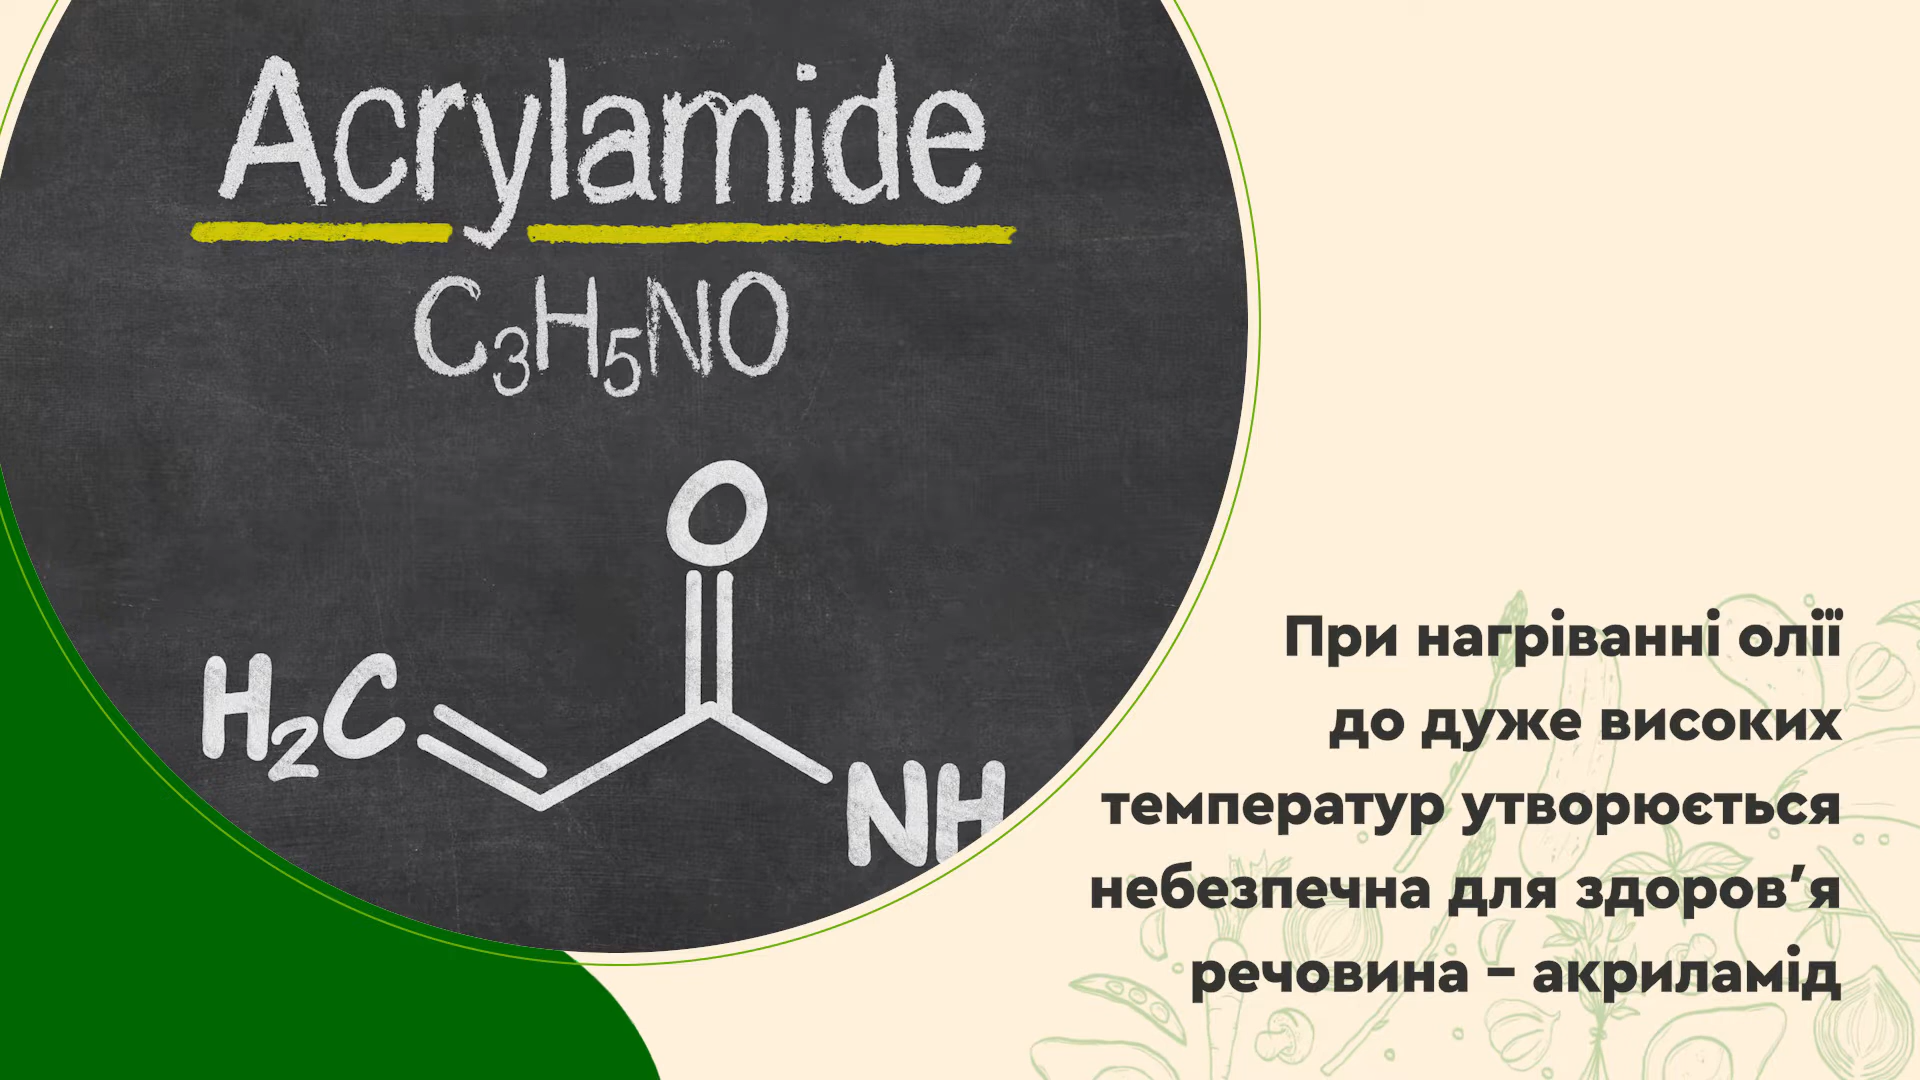 Acrylamide
C₃H₅NO
O
H₂C
NH
При нагріванні олії
до дуже високих
температур утворюється
небезпечна для здоров’я
речовина – акриламід